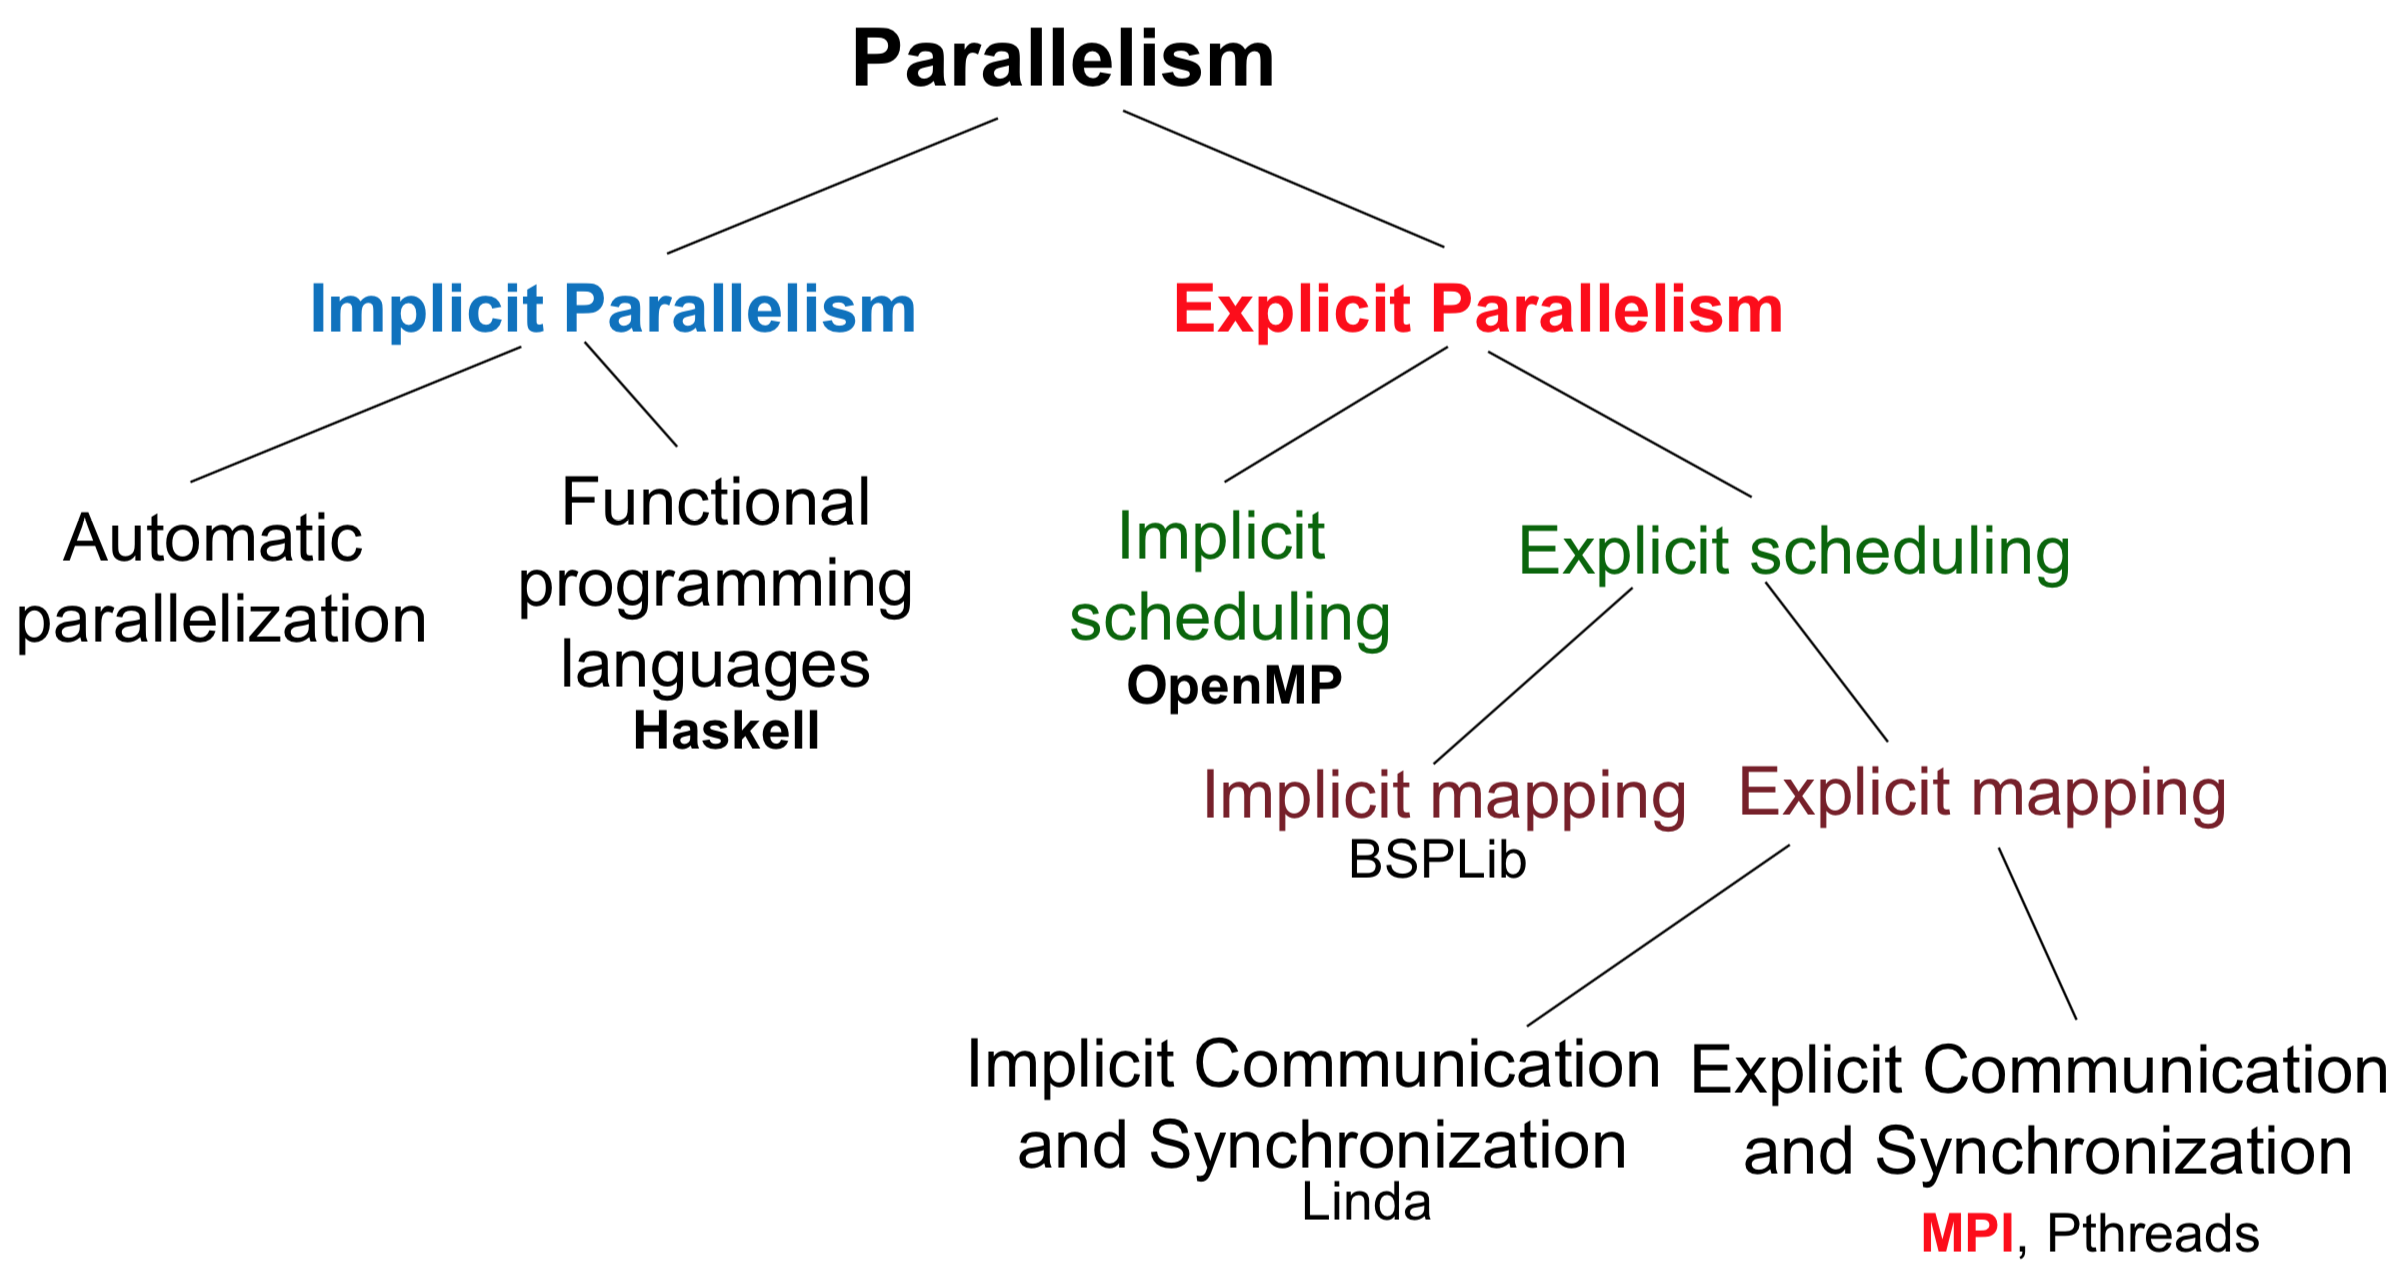 Parallelism
Implicit Parallelism
Explicit Parallelism
Automatic
parallelization
Functional
programming
languages
Haskell
Implicit
scheduling
OpenMP
Explicit scheduling
Implicit mapping
BSPLib
Explicit mapping
Implicit Communication
and Synchronization
Linda
Explicit Communication
and Synchronization
MPI, Pthreads